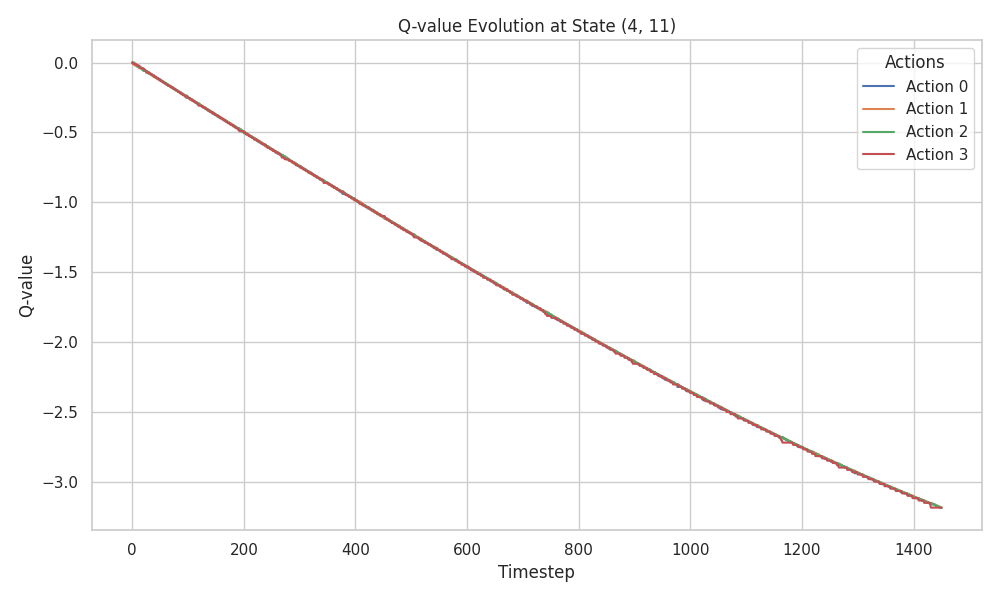 Q-value Evolution at State (4, 11)
Actions
Action 0
Action 1
Action 2
Action 3
Q-value
0.0
−0.5
−1.0
−1.5
−2.0
−2.5
−3.0
0 200 400 600 800 1000 1200 1400
Timestep